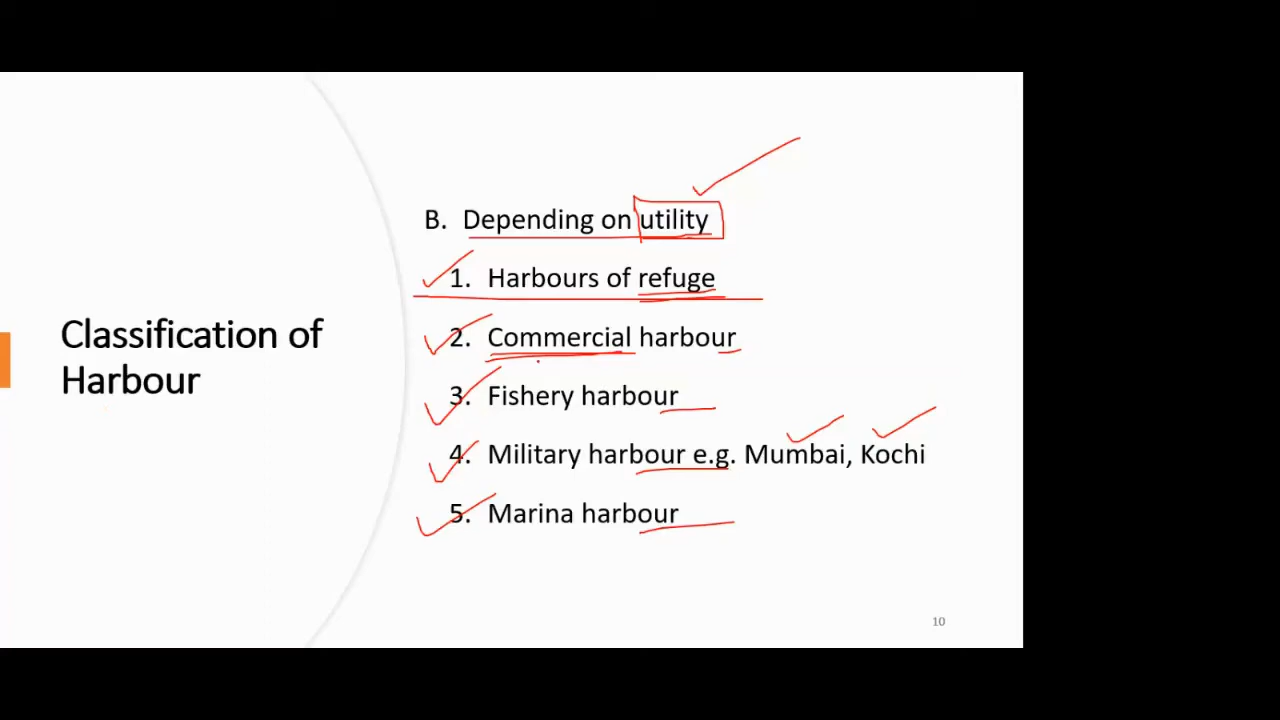 Classification of
Harbour
B. Depending on utility
1. Harbours of refuge
2. Commercial harbour
3. Fishery harbour
4. Military harbour e.g. Mumbai, Kochi
5. Marina harbour
10